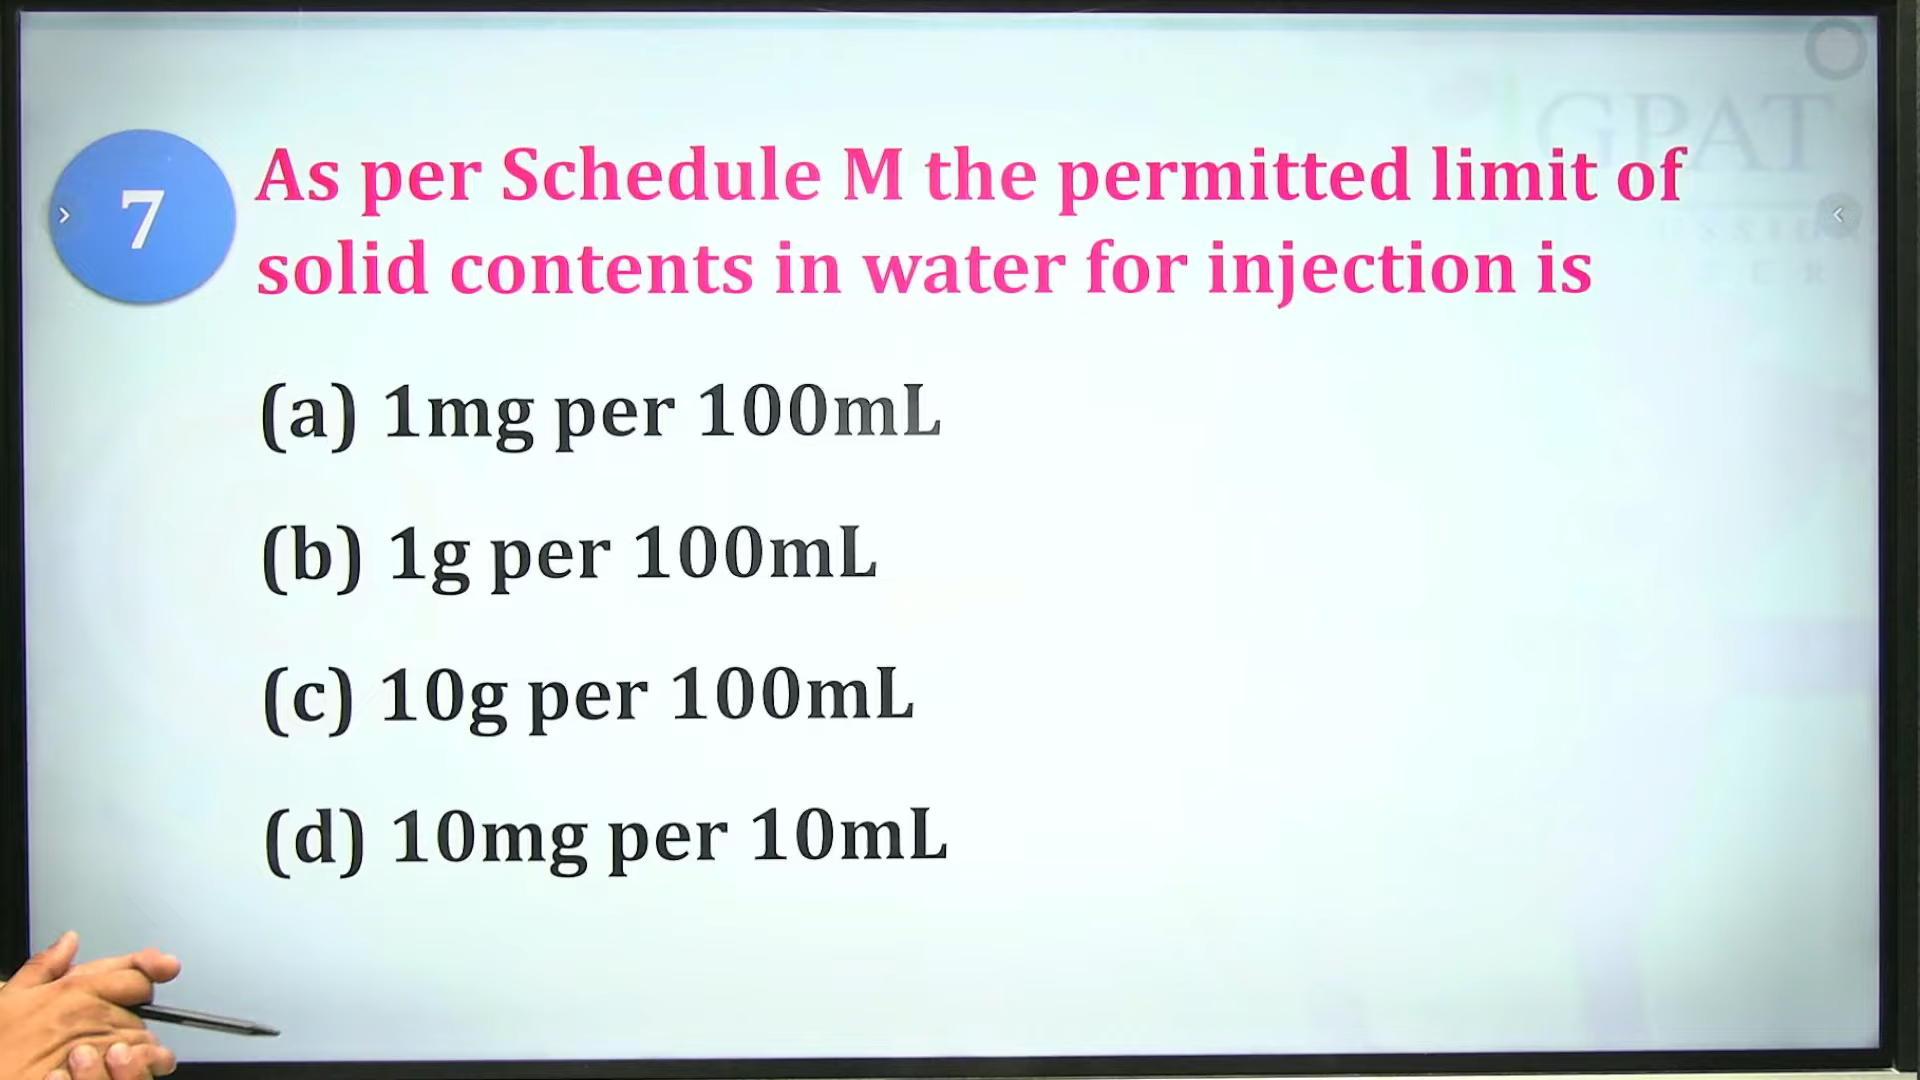 GPAT
7
As per Schedule M the permitted limit of
solid contents in water for injection is
(a) 1mg per 100mL
(b) 1g per 100mL
(c) 10g per 100mL
(d) 10mg per 10mL